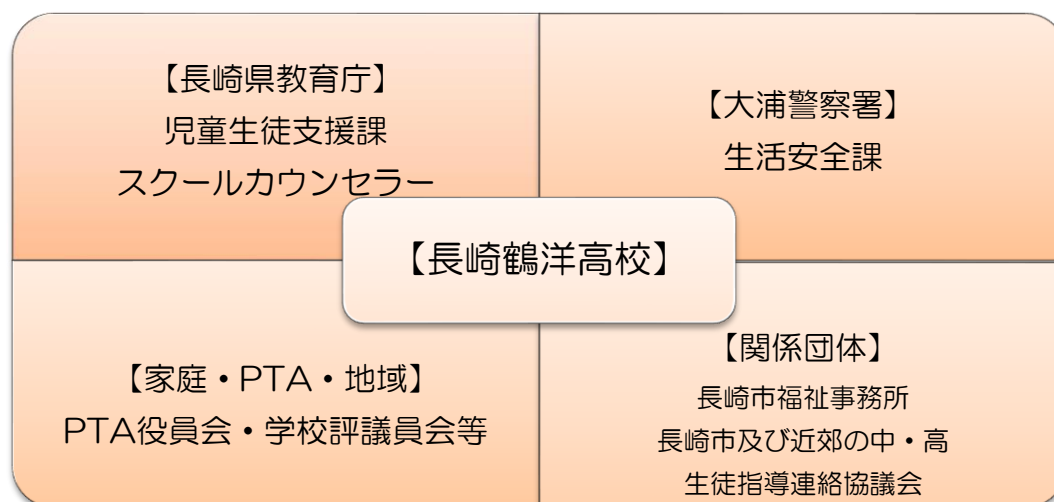 【長崎県教育庁】
児童生徒支援課
スクールカウンセラー
【大浦警察署】
生活安全課
【長崎鶴洋高校】
【家庭・PTA・地域】
PTA役員会・学校評議員会等
【関係団体】
長崎市福祉事務所
長崎市及び近郊の中・高
生徒指導連絡協議会